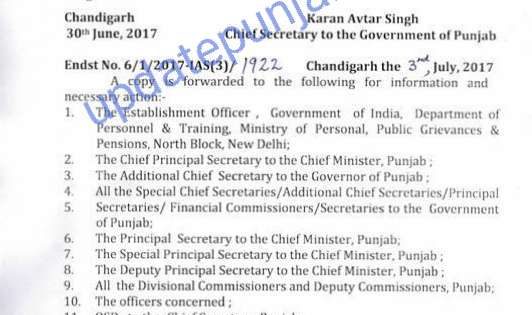 Chandigarh Karan Avtar Singh
30th June, 2017 Chief Secretary to the Government of Punjab
Endst No. 6/1/2017-IAS(3)/ 1922 Chandigarh the 3rd, July, 2017
A copy is forwarded to the following for information and
necessary action:-
1. The Establishment Officer , Government of India, Department of
Personnel & Training, Ministry of Personal, Public Grievances &
Pensions, North Block, New Delhi;
2. The Chief Principal Secretary to the Chief Minister, Punjab ;
3. The Additional Chief Secretary to the Governor of Punjab ;
4. All the Special Chief Secretaries/Additional Chief Secretaries/Principal
5. Secretaries/ Financial Commissioners/Secretaries to the Government
of Punjab;
6. The Principal Secretary to the Chief Minister, Punjab;
7. The Special Principal Secretary to the Chief Minister, Punjab ;
8. The Deputy Principal Secretary to the Chief Minister, Punjab ;
9. All the Divisional Commissioners and Deputy Commissioners, Punjab;
10. The officers concerned ;
updatepunja